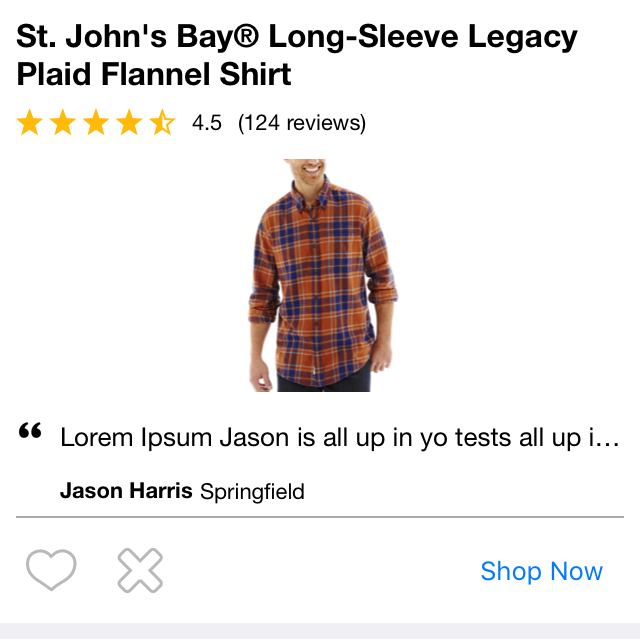 St. John's Bay® Long-Sleeve Legacy
Plaid Flannel Shirt
4.5 (124 reviews)
“ Lorem Ipsum Jason is all up in yo tests all up i...
Jason Harris Springfield
Shop Now